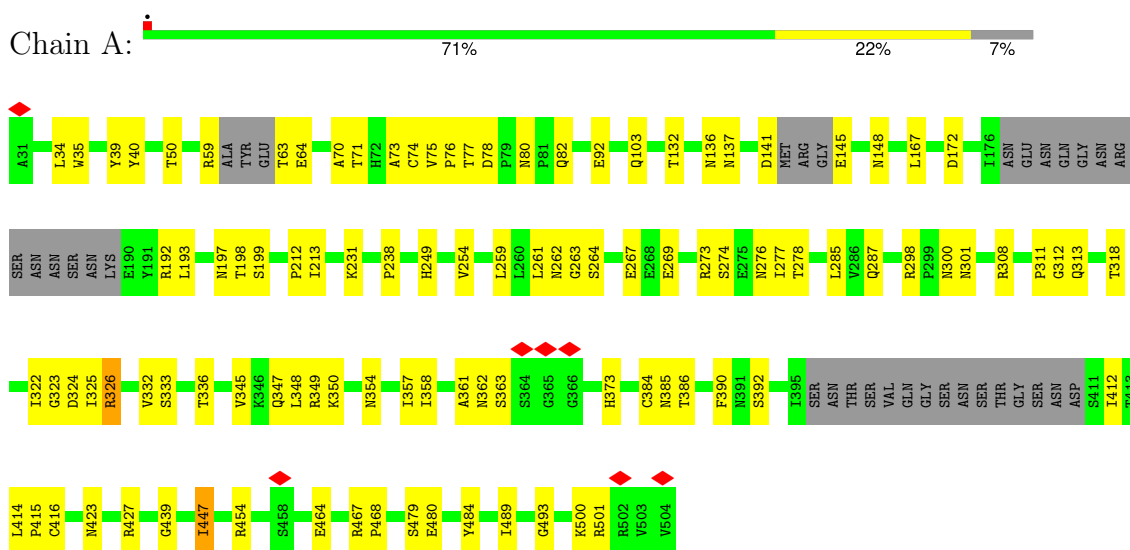 Chain A:
71% 22% 7%
A31 L34 W35 Y39 Y40 T50 R59 ALA TYR GLU T63 E64 A70 T71 H72 A73 C74 V75 P76 T77 D78 P79 N80 P81 Q82 E92 Q103 T132 N136 N137 D141 MET ARG GLY E145 N148 L167 D172 I176 ASN GLU ASN GLN GLY ASN ARG
SER ASN ASN SER ASN LYS E190 Y191 R192 L193 N197 T198 S199 P212 I213 K231 P238 H249 V254 L259 L260 L261 N262 G263 S264 E267 E268 E269 R273 S274 E275 N276 I277 T278 L285 V286 Q287 R298 P299 N300 N301 R308 P311 G312 Q313 T318
I322 G323 D324 I325 R326 V332 S333 T336 V345 K346 Q347 L348 R349 K350 N354 I357 I358 A361 N362 S363 S364 G365 G366 H373 C384 N385 T386 F390 N391 S392 I395 SER ASN THR SER VAL GLN GLY SER ASN SER THR GLY SER ASN ASP S411 I412 T413
L414 P415 C416 N423 R427 G439 I447 R454 S458 E464 R467 P468 S479 E480 Y484 I489 G493 K500 R501 R502 V503 V504